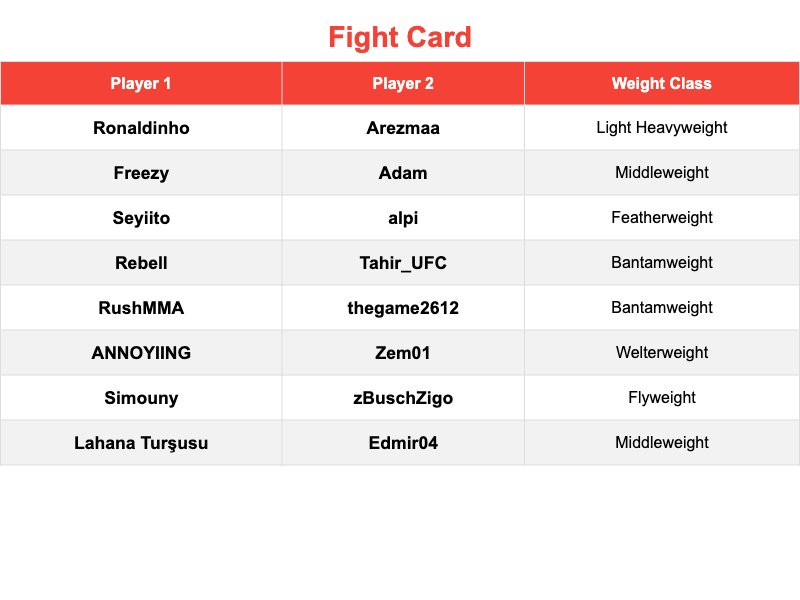 Fight Card
Player 1 Player 2 Weight Class
Ronaldinho Arezmaa Light Heavyweight
Freezy Adam Middleweight
Seyiito alpi Featherweight
Rebell Tahir_UFC Bantamweight
RushMMA thegame2612 Bantamweight
ANNOYIING Zem01 Welterweight
Simouny zBuschZigo Flyweight
Lahana Turşusu Edmir04 Middleweight